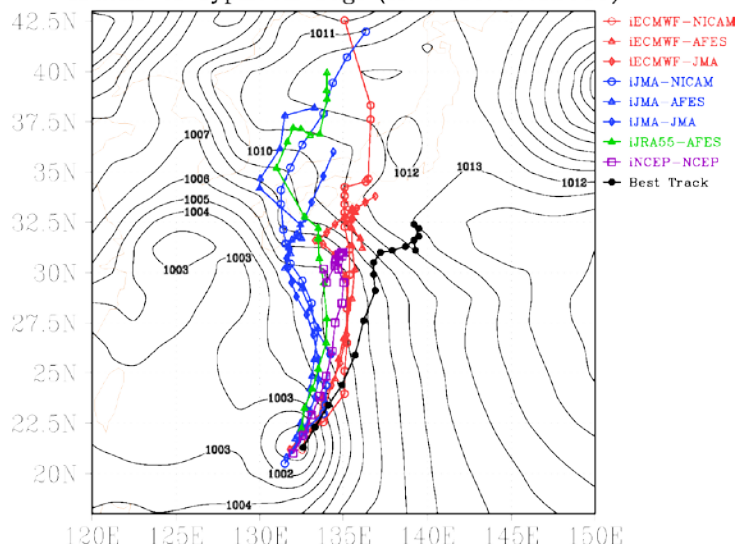 42.5N
40N
37.5N
35N
32.5N
30N
27.5N
25N
22.5N
20N
120E 125E 130E 135E 140E 145E 150E
1011
1007
1010
1006
1005
1004
1003
1003
1012
1013
1012
1003
1003
1002
1004
iECMWF-NICAM
iECMWF-AFES
iECMWF-JMA
iJMA-NICAM
iJMA-AFES
iJMA-JMA
iJRA55-AFES
iNCEP-NCEP
Best Track